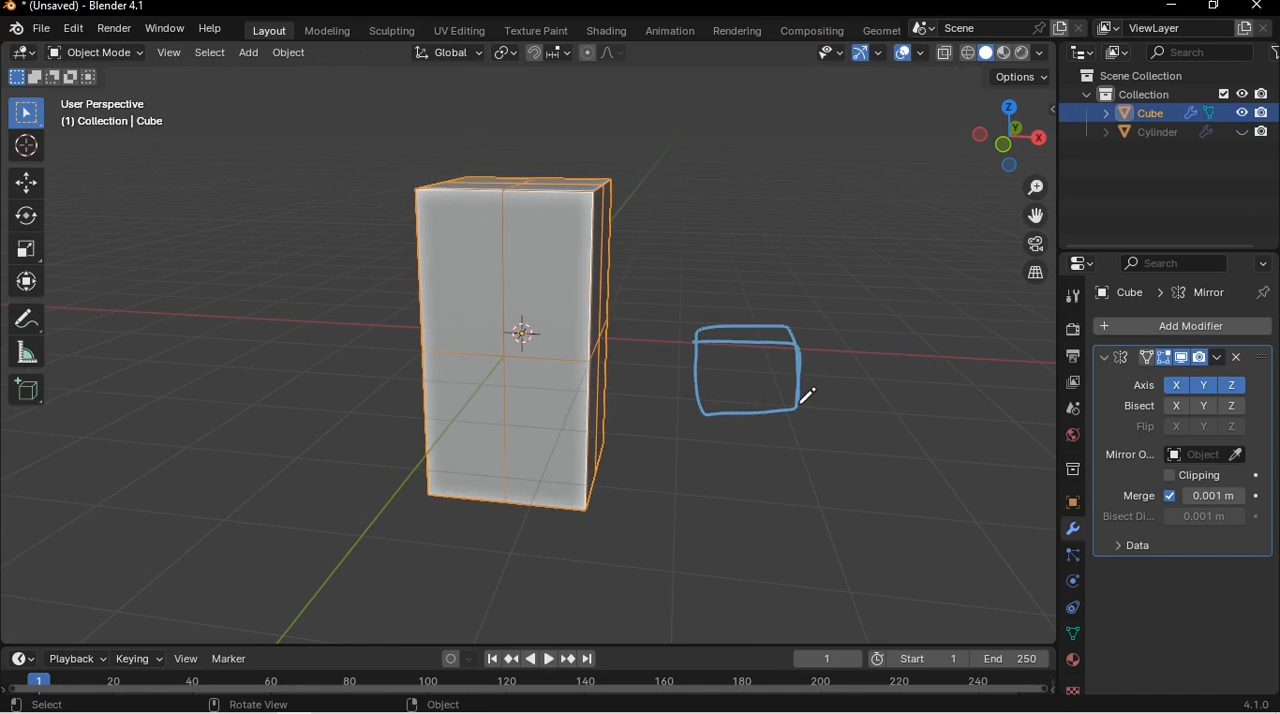 * (Unsaved) - Blender 4.1
File Edit Render Window Help Layout Modeling Sculpting UV Editing Texture Paint Shading Animation Rendering Compositing Geomet Scene ViewLayer
Object Mode View Select Add Object Global Search
Options
User Perspective
(1) Collection | Cube
Scene Collection
Collection
Cube
Cylinder
Z
Y
X
Search
Cube > Mirror
+ Add Modifier
Axis X Y Z
Bisect X Y Z
Flip X Y Z
Mirror O... Object
Clipping
Merge 0.001 m
Bisect Di... 0.001 m
> Data
Playback Keying View Marker 1 Start 1 End 250
1 20 40 60 80 100 120 140 160 180 200 220 240
Select Rotate View Object 4.1.0